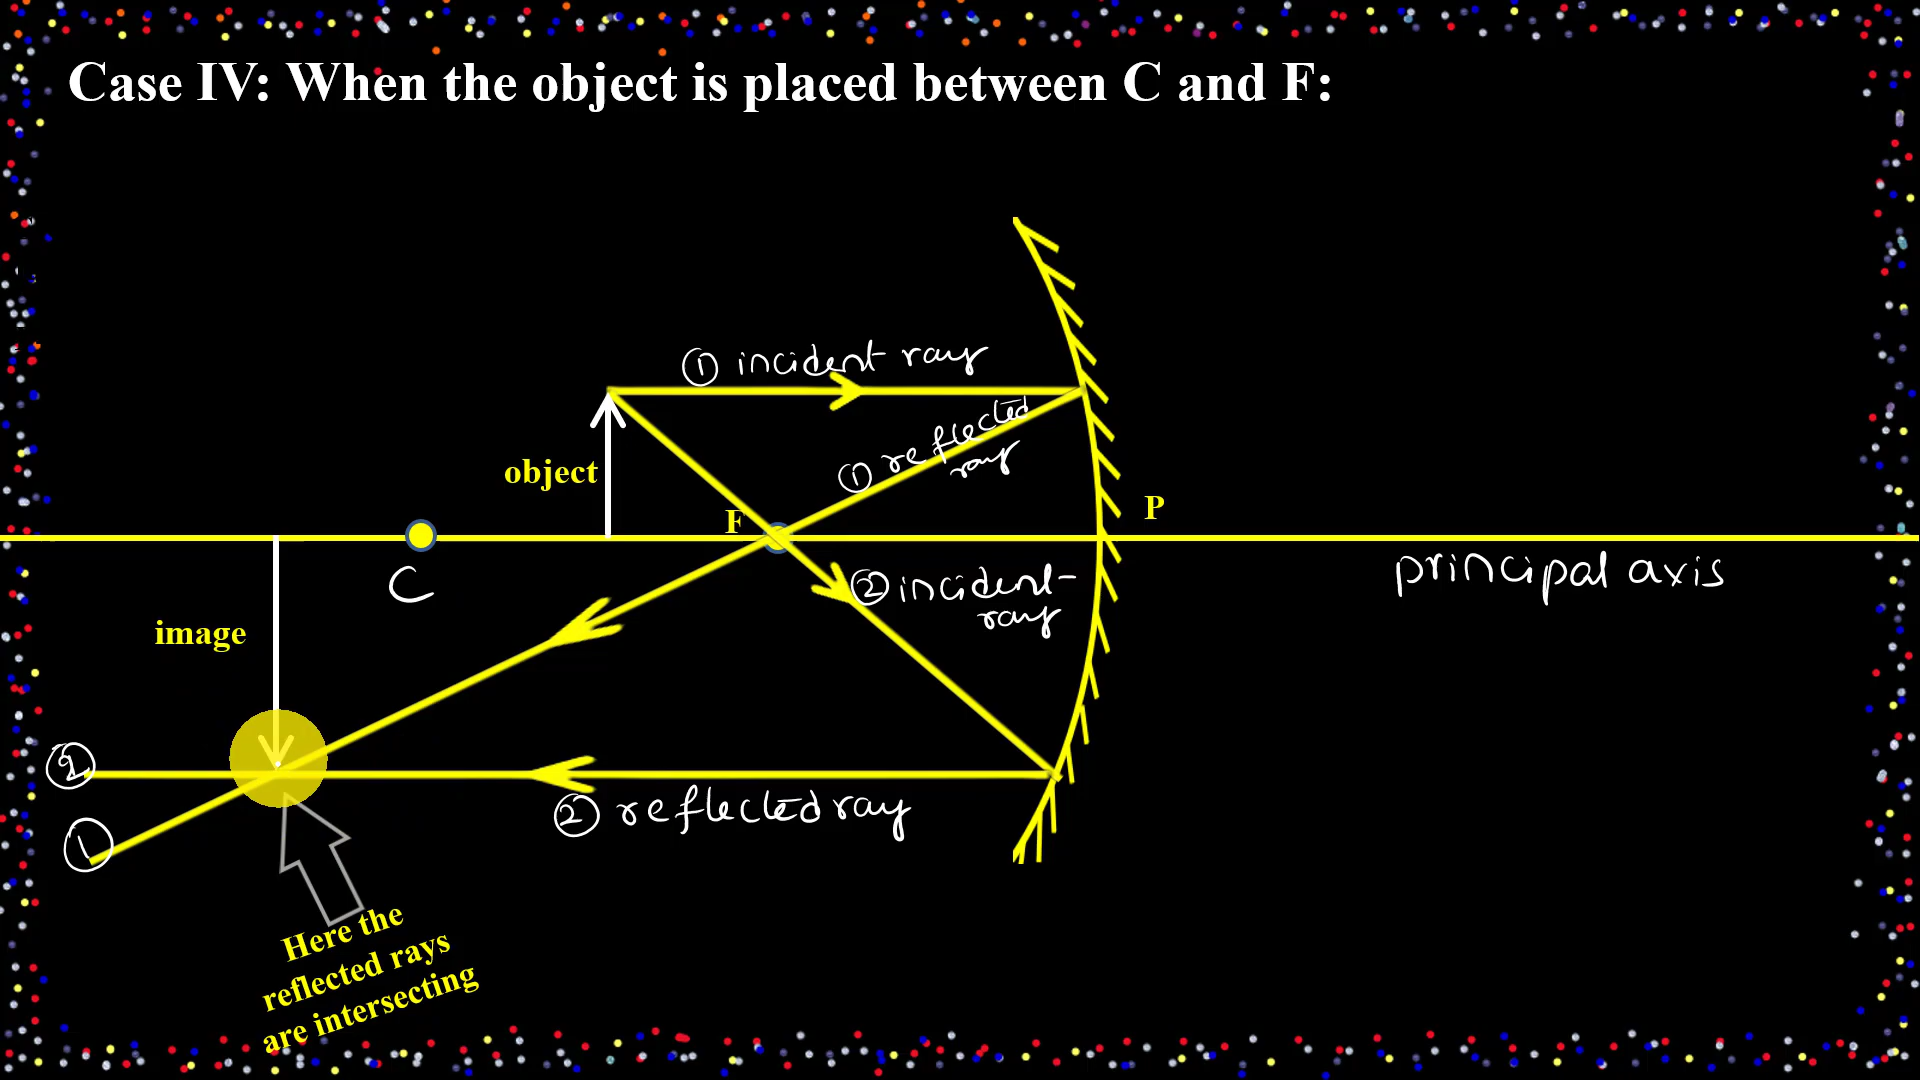 Case IV: When the object is placed between C and F:
① incident ray
① reflected
ray
object
F
P
C
② incident
ray
principal axis
image
②
② reflected ray
①
Here the
reflected rays
are intersecting